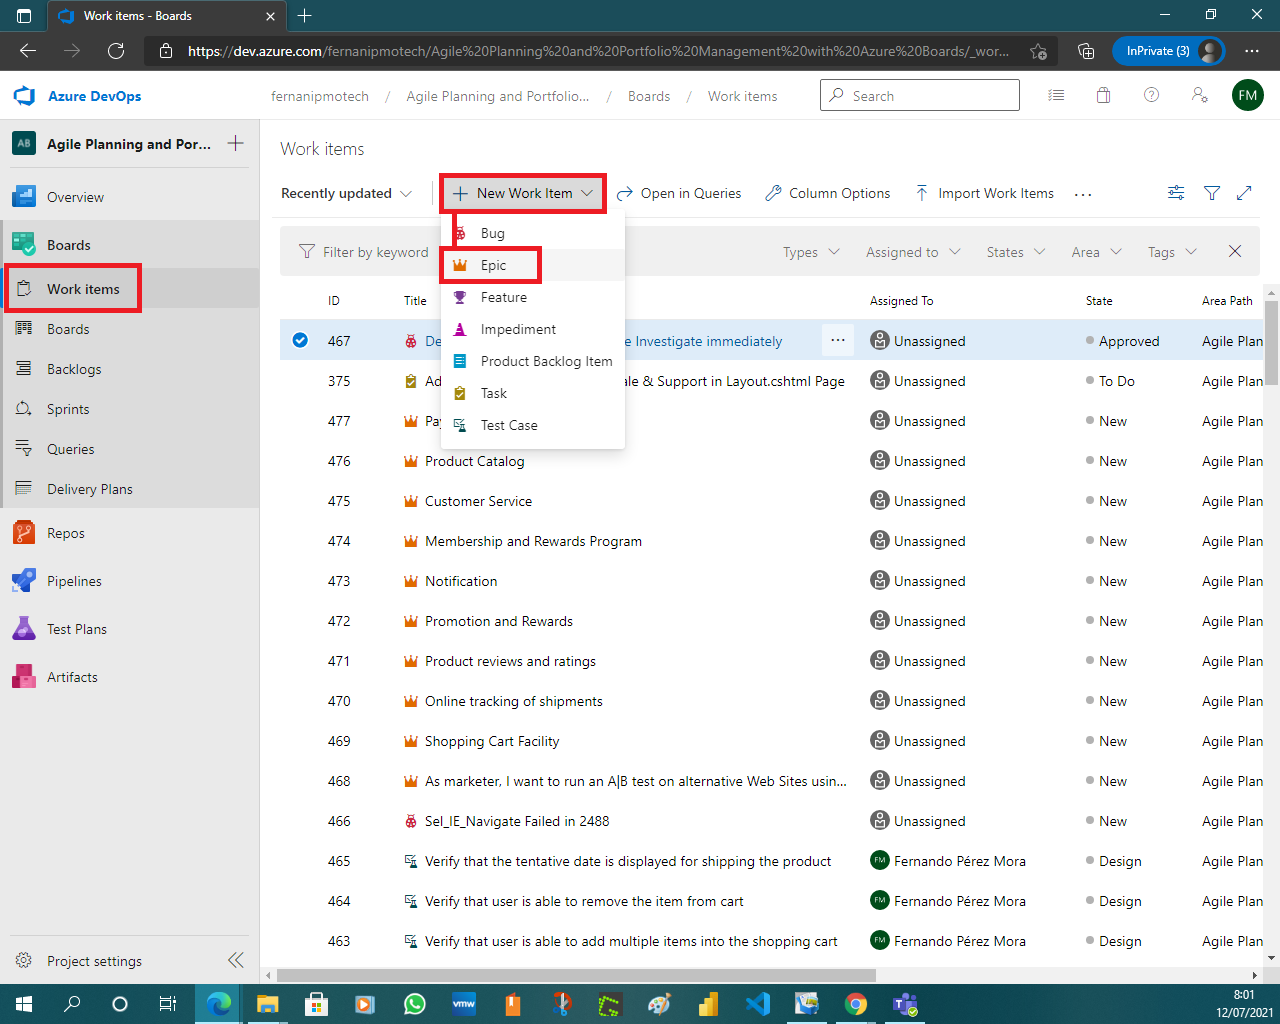 Work items - Boards
https://dev.azure.com/fernanipmotech/Agile%20Planning%20and%20Portfolio%20Management%20with%20Azure%20Boards/_wor...
InPrivate (3)
Azure DevOps
fernanipmotech / Agile Planning and Portfolio... / Boards / Work items
Search
FM
AB Agile Planning and Por...
Overview
Boards
Work items
Boards
Backlogs
Sprints
Queries
Delivery Plans
Repos
Pipelines
Test Plans
Artifacts
Project settings
Work items
Recently updated
New Work Item
Open in Queries
Column Options
Import Work Items
Bug
Epic
Feature
Impediment
Product Backlog Item
Task
Test Case
Filter by keyword
Types Assigned to States Area Tags
ID Title Assigned To State Area Path
467 De e Investigate immediately Unassigned Approved Agile Plan
375 Ad ale & Support in Layout.cshtml Page Unassigned To Do Agile Plan
477 Pay Unassigned New Agile Plan
476 Product Catalog Unassigned New Agile Plan
475 Customer Service Unassigned New Agile Plan
474 Membership and Rewards Program Unassigned New Agile Plan
473 Notification Unassigned New Agile Plan
472 Promotion and Rewards Unassigned New Agile Plan
471 Product reviews and ratings Unassigned New Agile Plan
470 Online tracking of shipments Unassigned New Agile Plan
469 Shopping Cart Facility Unassigned New Agile Plan
468 As marketer, I want to run an A|B test on alternative Web Sites usin... Unassigned New Agile Plan
466 Sel_IE_Navigate Failed in 2488 Unassigned New Agile Plan
465 Verify that the tentative date is displayed for shipping the product FM Fernando Pérez Mora Design Agile Plan
464 Verify that user is able to remove the item from cart FM Fernando Pérez Mora Design Agile Plan
463 Verify that user is able to add multiple items into the shopping cart FM Fernando Pérez Mora Design Agile Plan
vmw
8:01
12/07/2021